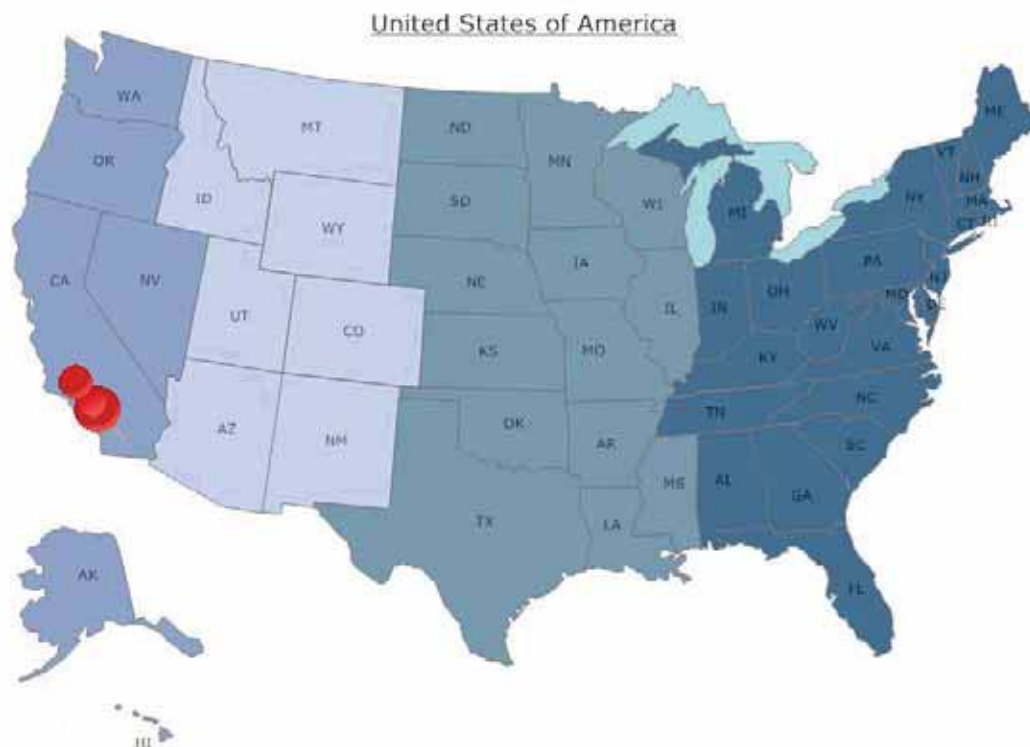 United States of America
WA
MT
ND
MN
ME
VT
NH
OR
ID
SD
WI
MI
NY
MA
CT
RI
WY
IA
PA
NJ
CA
NV
NE
UT
CO
IL
IN
OH
MD
DE
WV
KS
MO
KY
VA
AZ
NM
OK
AR
TN
NC
SC
TX
LA
MS
AL
GA
AK
FL
HI